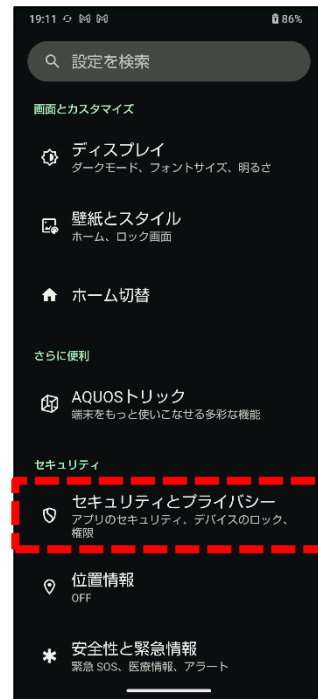 19:11 86%
設定を検索
画面とカスタマイズ
ディスプレイ
ダークモード、フォントサイズ、明るさ
壁紙とスタイル
ホーム、ロック画面
ホーム切替
さらに便利
AQUOSトリック
端末をもっと使いこなせる多彩な機能
セキュリティ
セキュリティとプライバシー
アプリのセキュリティ、デバイスのロック、
権限
位置情報
OFF
安全性と緊急情報
緊急 SOS、医療情報、アラート